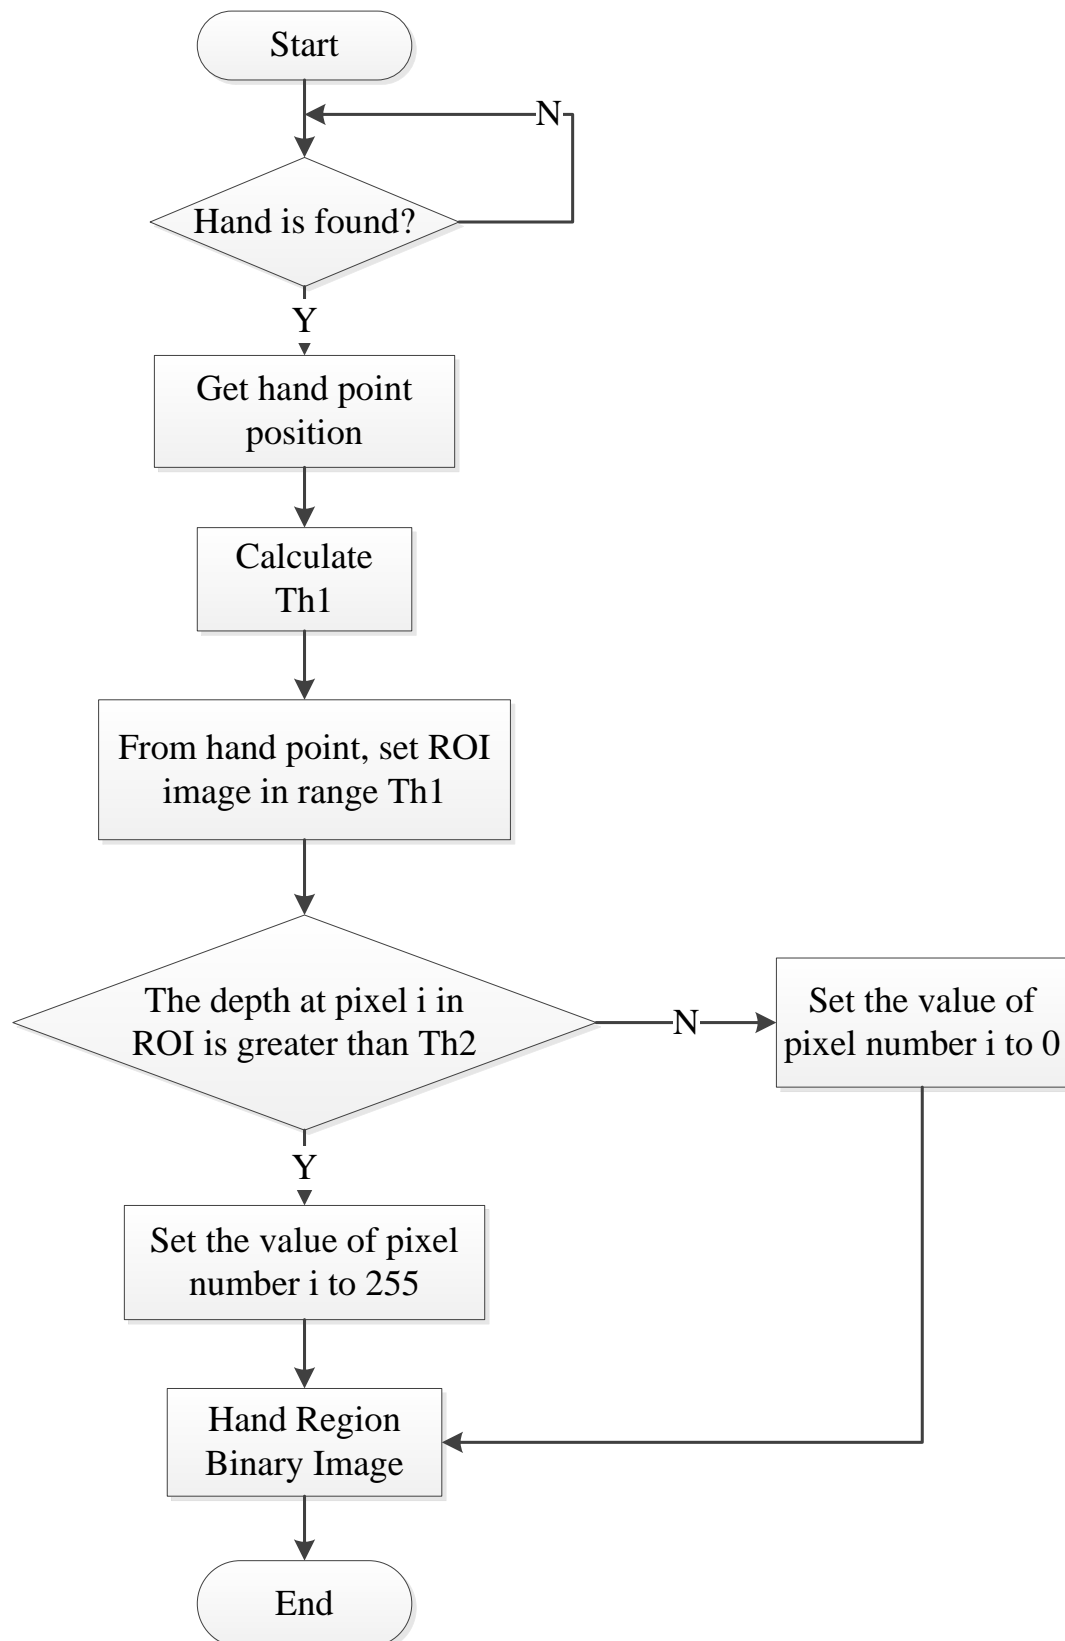 Start
N
Hand is found?
Y
Get hand point
position
Calculate
Th1
From hand point, set ROI
image in range Th1
The depth at pixel i in
ROI is greater than Th2
N
Set the value of
pixel number i to 0
Y
Set the value of pixel
number i to 255
Hand Region
Binary Image
End